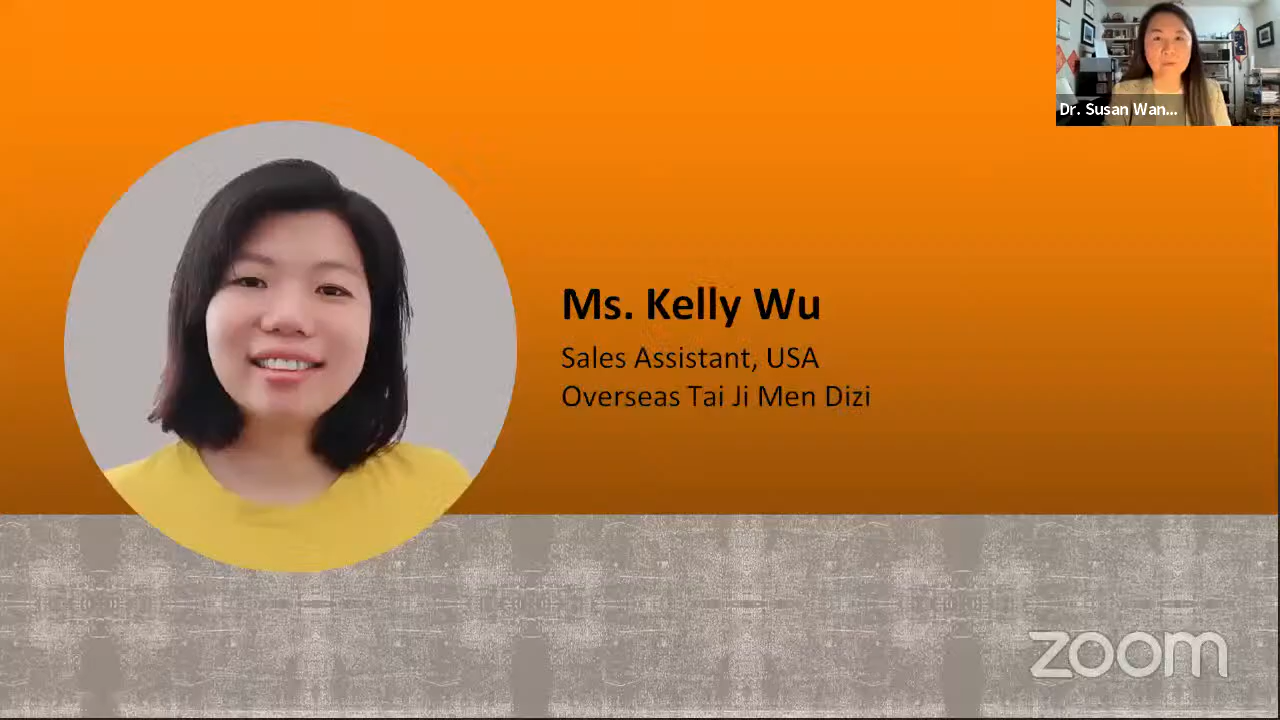 Dr. Susan Wan...
Ms. Kelly Wu
Sales Assistant, USA
Overseas Tai Ji Men Dizi
zoom